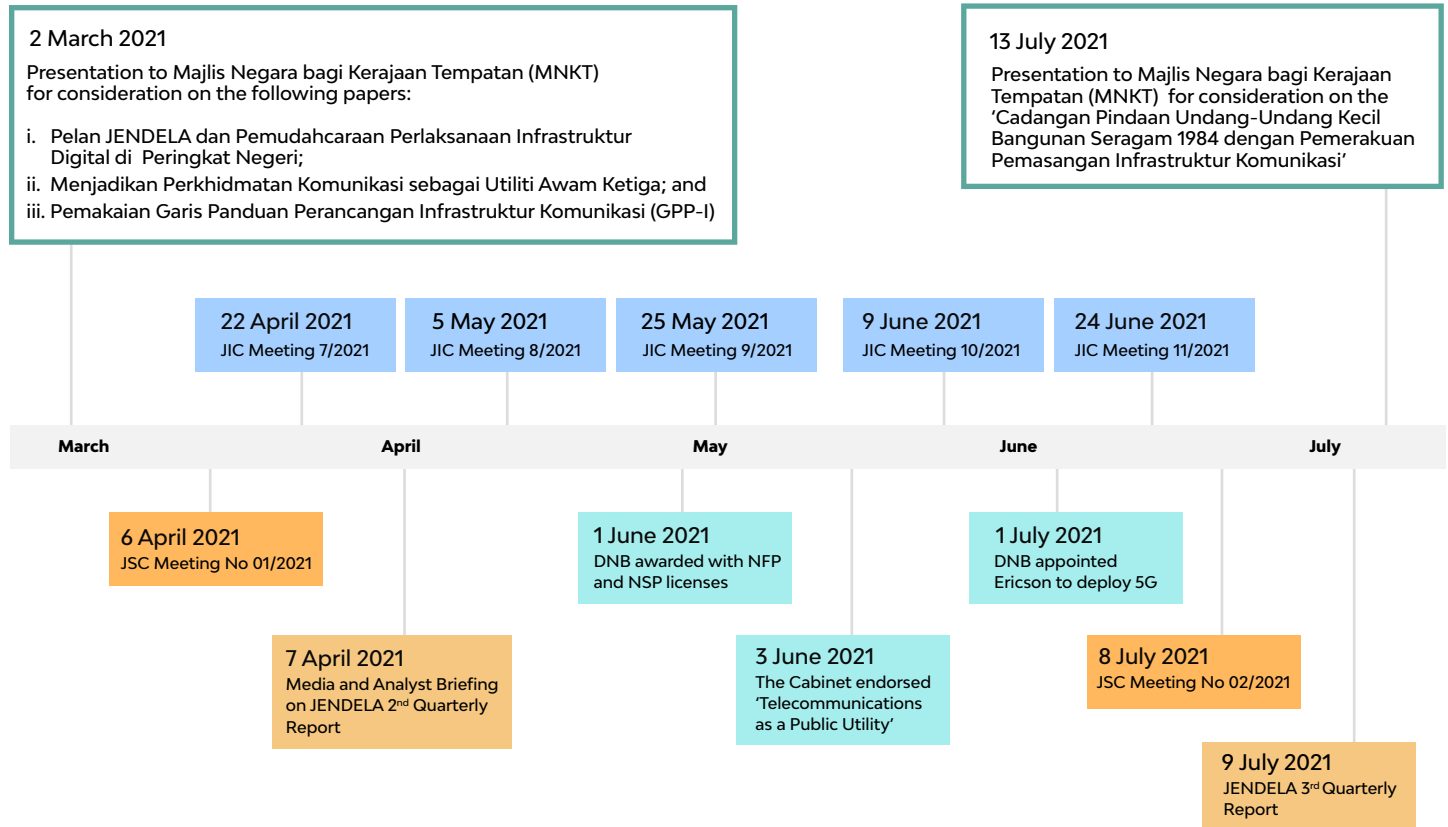 2 March 2021
Presentation to Majlis Negara bagi Kerajaan Tempatan (MNKT)
for consideration on the following papers:
i. Pelan JENDELA dan Pemudahcaraan Perlaksanaan Infrastruktur
Digital di Peringkat Negeri;
ii. Menjadikan Perkhidmatan Komunikasi sebagai Utiliti Awam Ketiga; and
iii. Pemakaian Garis Panduan Perancangan Infrastruktur Komunikasi (GPP-I)
13 July 2021
Presentation to Majlis Negara bagi Kerajaan
Tempatan (MNKT) for consideration on the
‘Cadangan Pindaan Undang-Undang Kecil
Bangunan Seragam 1984 dengan Pemerakuan
Pemasangan Infrastruktur Komunikasi’
22 April 2021
JIC Meeting 7/2021
5 May 2021
JIC Meeting 8/2021
25 May 2021
JIC Meeting 9/2021
9 June 2021
JIC Meeting 10/2021
24 June 2021
JIC Meeting 11/2021
March
April
May
June
July
6 April 2021
JSC Meeting No 01/2021
7 April 2021
Media and Analyst Briefing
on JENDELA 2nd Quarterly
Report
1 June 2021
DNB awarded with NFP
and NSP licenses
3 June 2021
The Cabinet endorsed
‘Telecommunications
as a Public Utility’
1 July 2021
DNB appointed
Ericson to deploy 5G
8 July 2021
JSC Meeting No 02/2021
9 July 2021
JENDELA 3rd Quarterly
Report